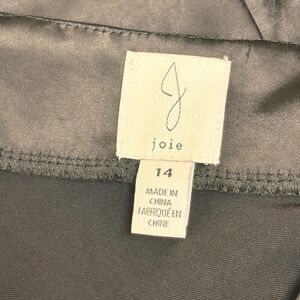 J
joie
14
MADE IN
CHINA
FABRIQUÉ EN
CHINE